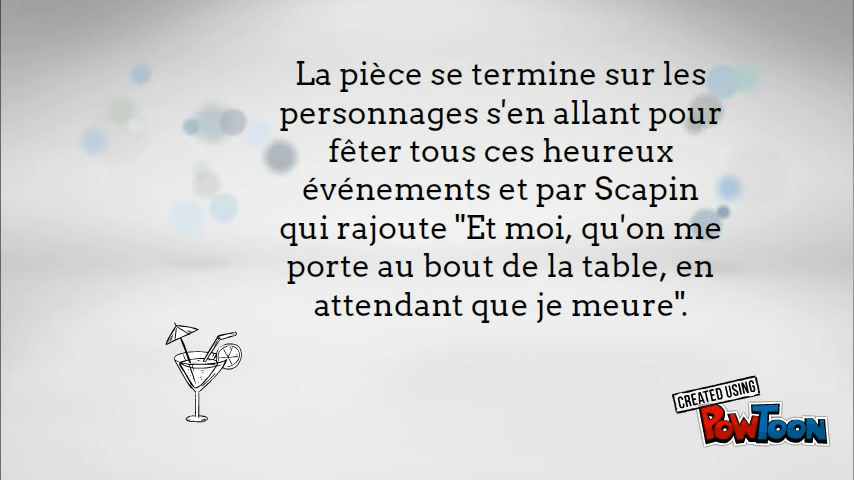 La pièce se termine sur les
personnages s'en allant pour
fêter tous ces heureux
événements et par Scapin
qui rajoute "Et moi, qu'on me
porte au bout de la table, en
attendant que je meure".
CREATED USING
POWTOON